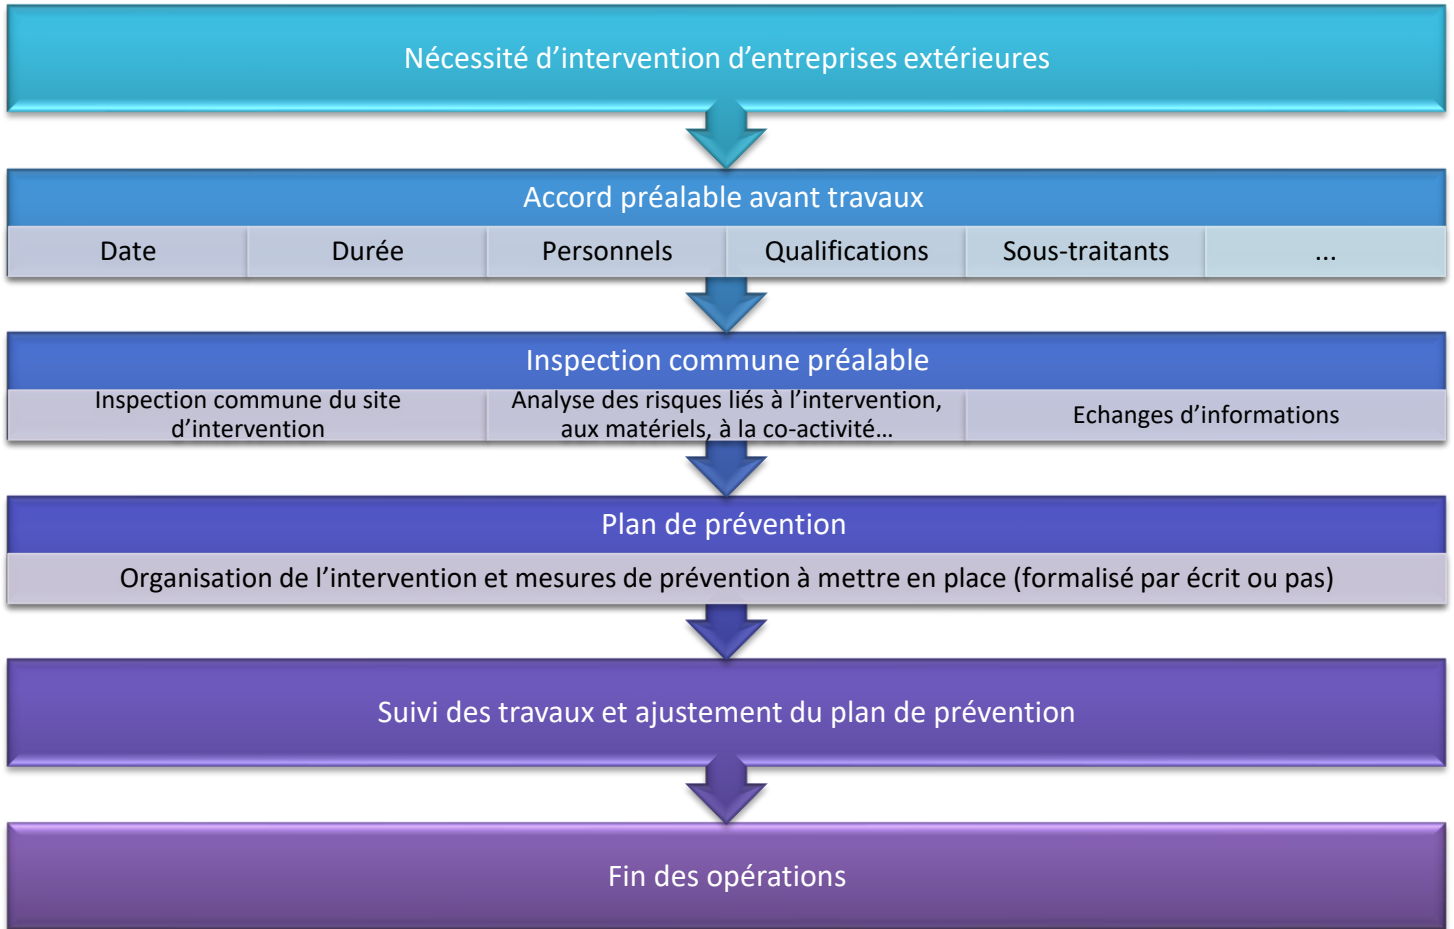 Nécessité d’intervention d’entreprises extérieures
Accord préalable avant travaux
Date
Durée
Personnels
Qualifications
Sous-traitants
...
Inspection commune préalable
Inspection commune du site
d’intervention
Analyse des risques liés à l’intervention,
aux matériels, à la co-activité…
Echanges d’informations
Plan de prévention
Organisation de l’intervention et mesures de prévention à mettre en place (formalisé par écrit ou pas)
Suivi des travaux et ajustement du plan de prévention
Fin des opérations